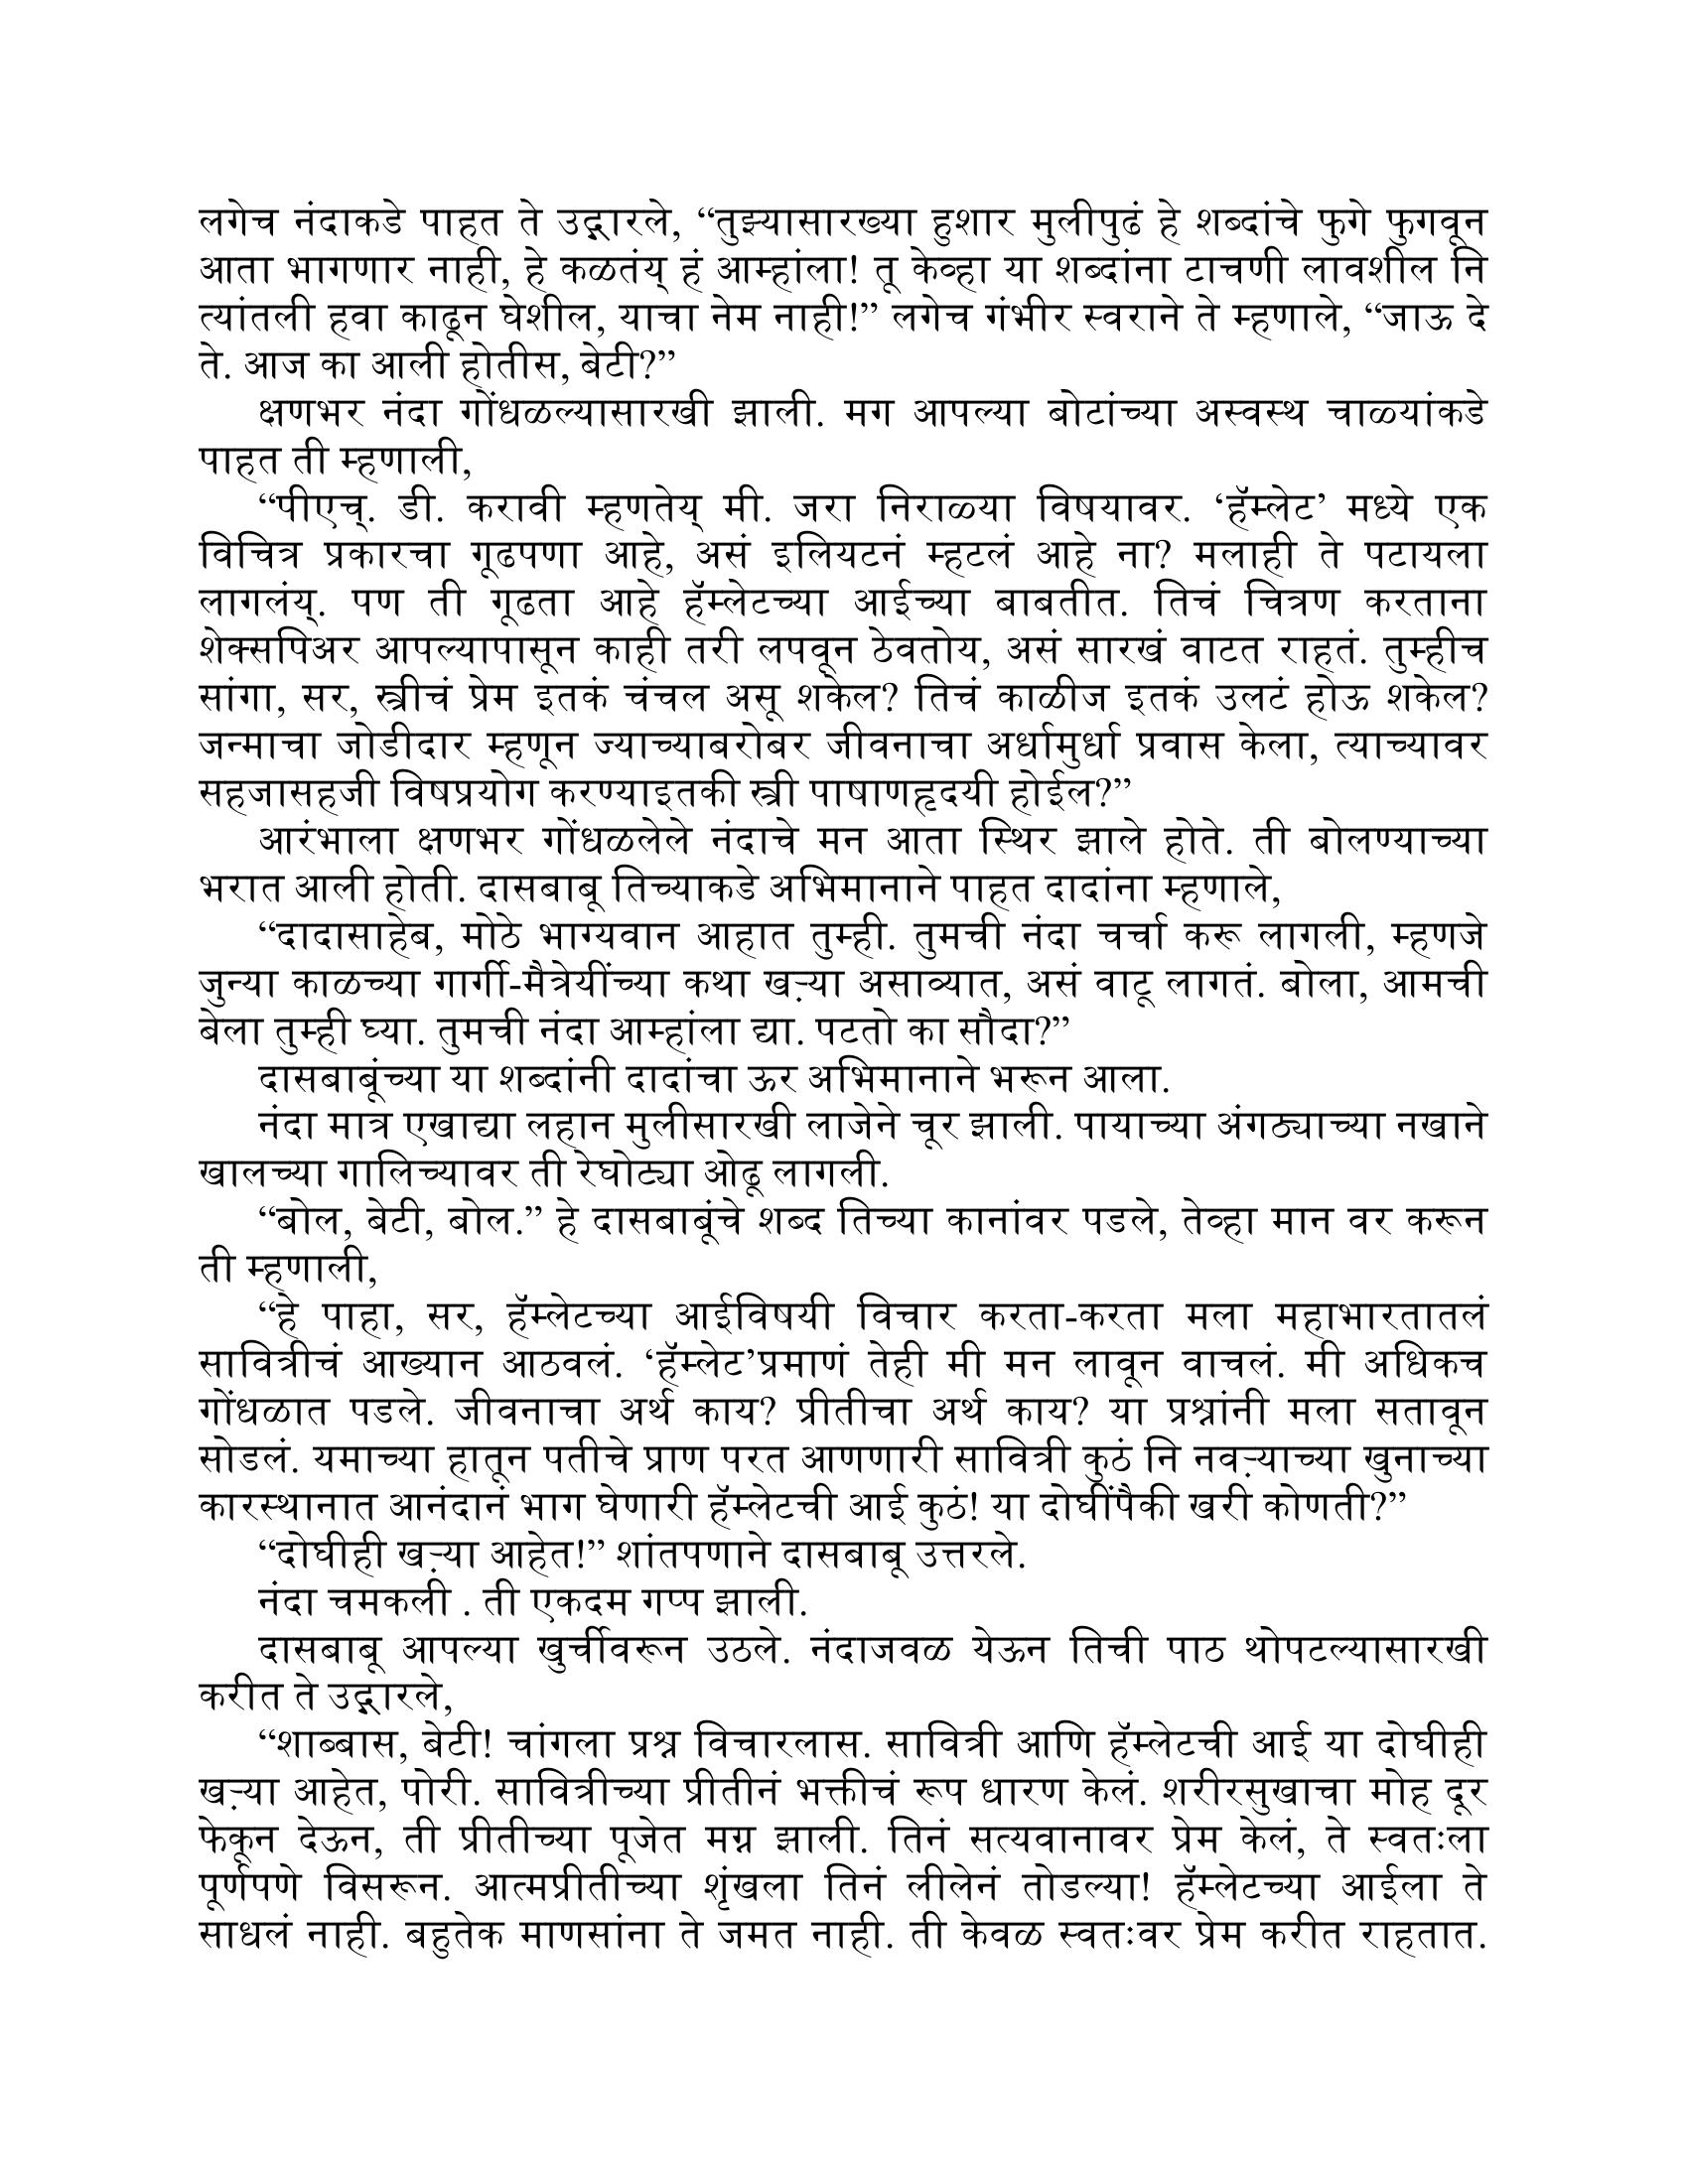 लगेच नंदाकडे पाहत ते उद्गारले, “तुझ्यासारख्या हुशार मुलीपुढं हे शब्दांचे फुगे फुगवून
आता भागणार नाही, हे कळतंय् हं आम्हांला! तू केव्हा या शब्दांना टाचणी लावशील नि
त्यांतली हवा काढून घेशील, याचा नेम नाही!” लगेच गंभीर स्वराने ते म्हणाले, “जाऊ दे
ते. आज का आली होतीस, बेटी?”
क्षणभर नंदा गोंधळल्यासारखी झाली. मग आपल्या बोटांच्या अस्वस्थ चाळ्यांकडे
पाहत ती म्हणाली,
“पीएच्. डी. करावी म्हणतेय् मी. जरा निराळ्या विषयावर. ‘हॅम्लेट’ मध्ये एक
विचित्र प्रकारचा गूढपणा आहे, असं इलियटनं म्हटलं आहे ना? मलाही ते पटायला
लागलंय्. पण ती गूढता आहे हॅम्लेटच्या आईच्या बाबतीत. तिचं चित्रण करताना
शेक्सपिअर आपल्यापासून काही तरी लपवून ठेवतोय, असं सारखं वाटत राहतं. तुम्हीच
सांगा, सर, स्त्रीचं प्रेम इतकं चंचल असू शकेल? तिचं काळीज इतकं उलटं होऊ शकेल?
जन्माचा जोडीदार म्हणून ज्याच्याबरोबर जीवनाचा अर्धामुर्धा प्रवास केला, त्याच्यावर
सहजासहजी विषप्रयोग करण्याइतकी स्त्री पाषाणहृदयी होईल?”
आरंभाला क्षणभर गोंधळलेले नंदाचे मन आता स्थिर झाले होते. ती बोलण्याच्या
भरात आली होती. दासबाबू तिच्याकडे अभिमानाने पाहत दादांना म्हणाले,
“दादासाहेब, मोठे भाग्यवान आहात तुम्ही. तुमची नंदा चर्चा करू लागली, म्हणजे
जुन्या काळच्या गार्गी-मैत्रेयींच्या कथा खऱ्या असाव्यात, असं वाटू लागतं. बोला, आमची
बेला तुम्ही घ्या. तुमची नंदा आम्हांला द्या. पटतो का सौदा?”
दासबाबूंच्या या शब्दांनी दादांचा ऊर अभिमानाने भरून आला.
नंदा मात्र एखाद्या लहान मुलीसारखी लाजेने चूर झाली. पायाच्या अंगठ्याच्या नखाने
खालच्या गालिच्यावर ती रेघोट्या ओढू लागली.
“बोल, बेटी, बोल.” हे दासबाबूंचे शब्द तिच्या कानांवर पडले, तेव्हा मान वर करून
ती म्हणाली,
“हे पाहा, सर, हॅम्लेटच्या आईविषयी विचार करता-करता मला महाभारतातलं
सावित्रीचं आख्यान आठवलं. ‘हॅम्लेट’प्रमाणं तेही मी मन लावून वाचलं. मी अधिकच
गोंधळात पडले. जीवनाचा अर्थ काय? प्रीतीचा अर्थ काय? या प्रश्नांनी मला सतावून
सोडलं. यमाच्या हातून पतीचे प्राण परत आणणारी सावित्री कुठं नि नवऱ्याच्या खुनाच्या
कारस्थानात आनंदानं भाग घेणारी हॅम्लेटची आई कुठं! या दोघींपैकी खरी कोणती?”
“दोघीही खऱ्या आहेत!” शांतपणाने दासबाबू उत्तरले.
नंदा चमकली . ती एकदम गप्प झाली.
दासबाबू आपल्या खुर्चीवरून उठले. नंदाजवळ येऊन तिची पाठ थोपटल्यासारखी
करीत ते उद्गारले,
“शाब्बास, बेटी! चांगला प्रश्न विचारलास. सावित्री आणि हॅम्लेटची आई या दोघीही
खऱ्या आहेत, पोरी. सावित्रीच्या प्रीतीनं भक्तीचं रूप धारण केलं. शरीरसुखाचा मोह दूर
फेकून देऊन, ती प्रीतीच्या पूजेत मग्न झाली. तिनं सत्यवानावर प्रेम केलं, ते स्वतःला
पूर्णपणे विसरून. आत्मप्रीतीच्या शृंखला तिनं लीलेनं तोडल्या! हॅम्लेटच्या आईला ते
साधलं नाही. बहुतेक माणसांना ते जमत नाही. ती केवळ स्वतःवर प्रेम करीत राहतात.